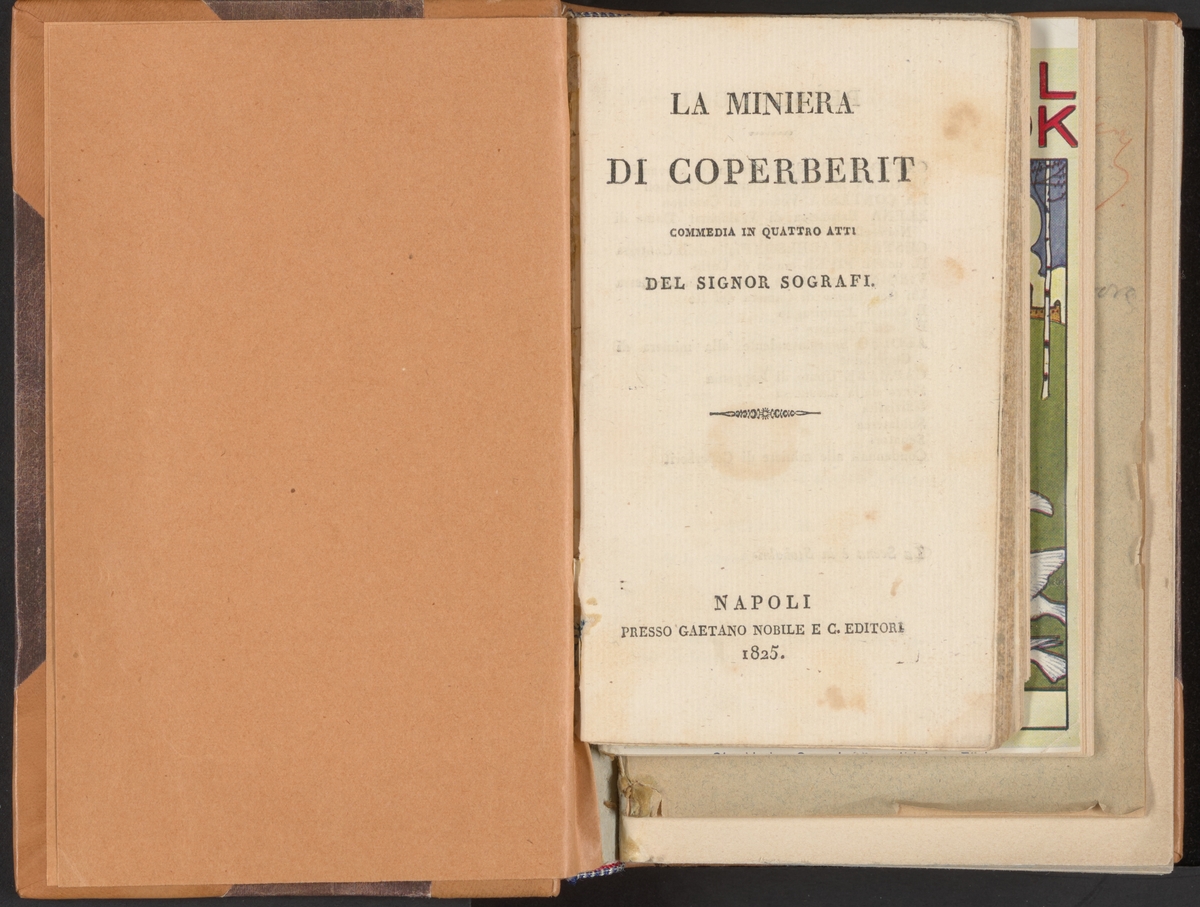 LA MINIERA
DI COPERBERIT
COMMEDIA IN QUATTRO ATTI
DEL SIGNOR SOGRAFI.
NAPOLI
PRESSO GAETANO NOBILE E C. EDITORI
1825.
L
K